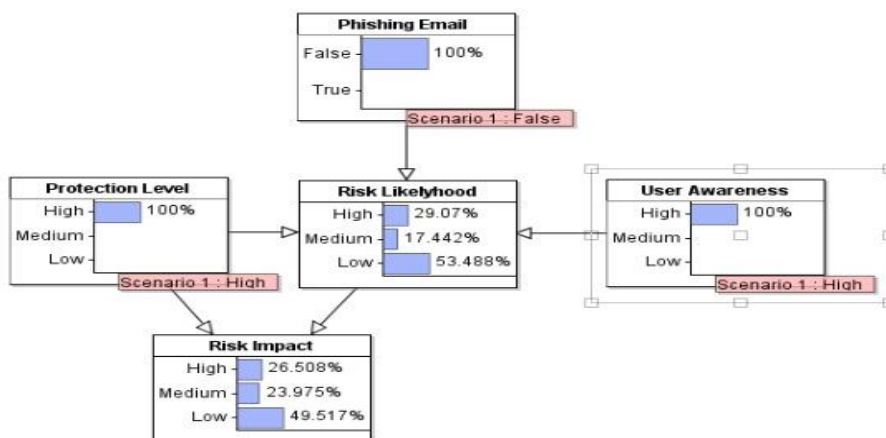 Phishing Email
False 100%
True
Scenario 1 : False
Protection Level
High 100%
Medium
Low
Scenario 1 : High
Risk Likelyhood
High 29.07%
Medium 17.442%
Low 53.488%
User Awareness
High 100%
Medium
Low
Scenario 1 : High
Risk Impact
High 26.508%
Medium 23.975%
Low 49.517%